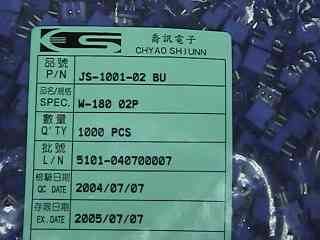 CS
喬訊電子
CHYAO SHIUNN
品號
P/N
JS-1001-02 BU
品名/規格
SPEC.
W-180 02P
數量
Q'TY
1000 PCS
批號
L/N
5101-040700007
檢驗日期
QC DATE
2004/07/07
存限日期
EX.DATE
2005/07/07